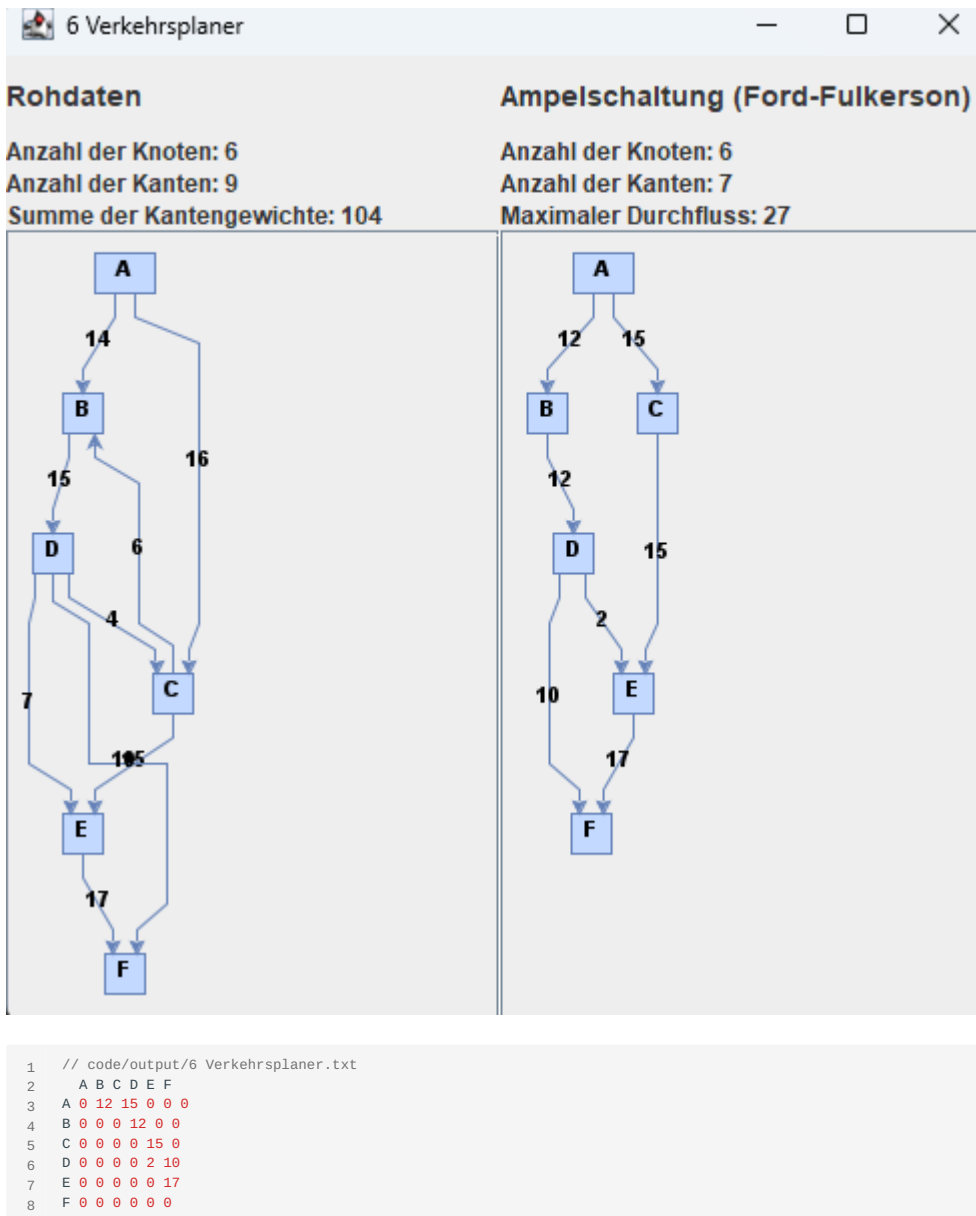 6 Verkehrsplaner
Rohdaten
Anzahl der Knoten: 6
Anzahl der Kanten: 9
Summe der Kantengewichte: 104
A
14
B
16
15
D
6
4
C
7
E
17
F
Ampelschaltung (Ford-Fulkerson)
Anzahl der Knoten: 6
Anzahl der Kanten: 7
Maximaler Durchfluss: 27
A
12 15
B C
12
D
15
2
E
10
17
F
1 // code/output/6 Verkehrsplaner.txt
2 A B C D E F
3 A 0 12 15 0 0 0
4 B 0 0 0 12 0 0
5 C 0 0 0 0 15 0
6 D 0 0 0 0 2 10
7 E 0 0 0 0 0 17
8 F 0 0 0 0 0 0